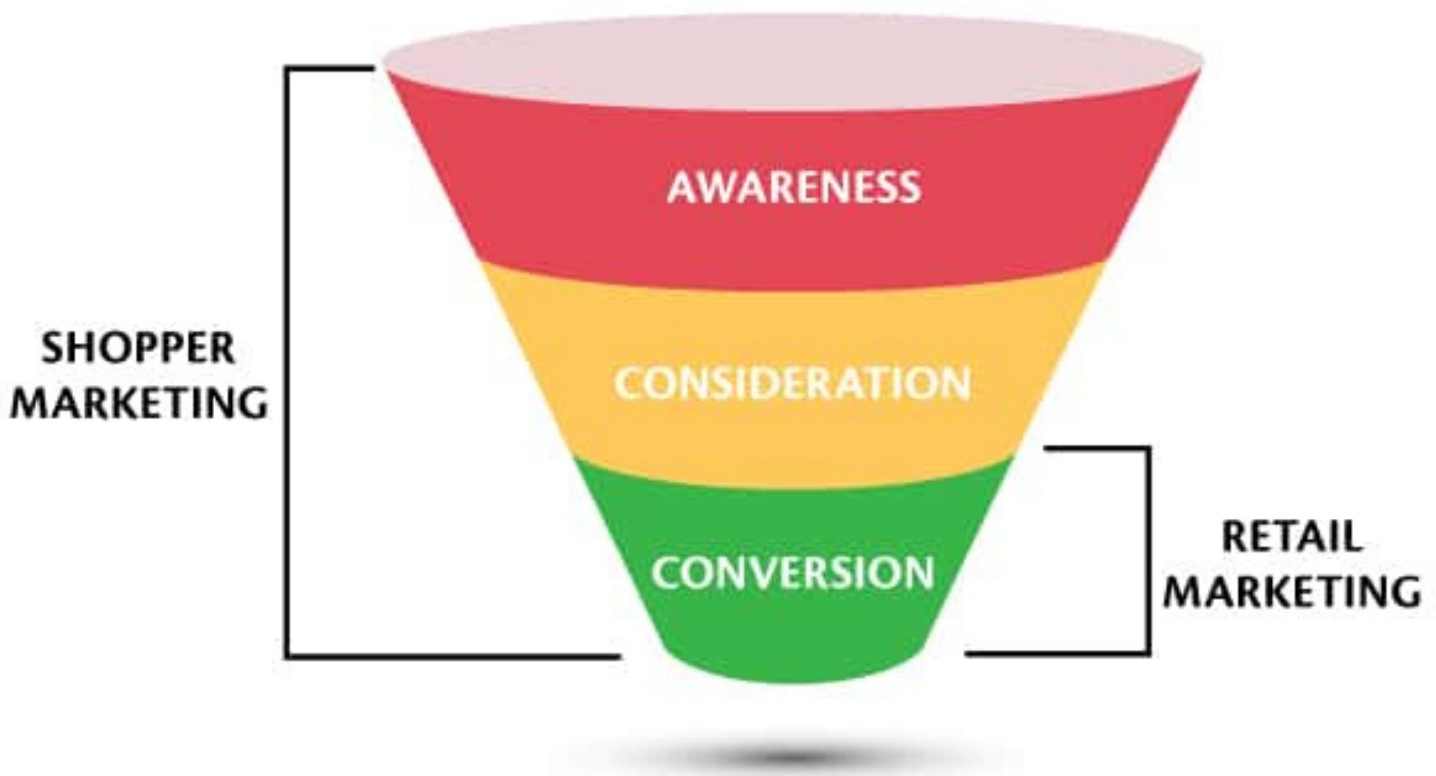 AWARENESS
SHOPPER
MARKETING
CONSIDERATION
CONVERSION
RETAIL
MARKETING